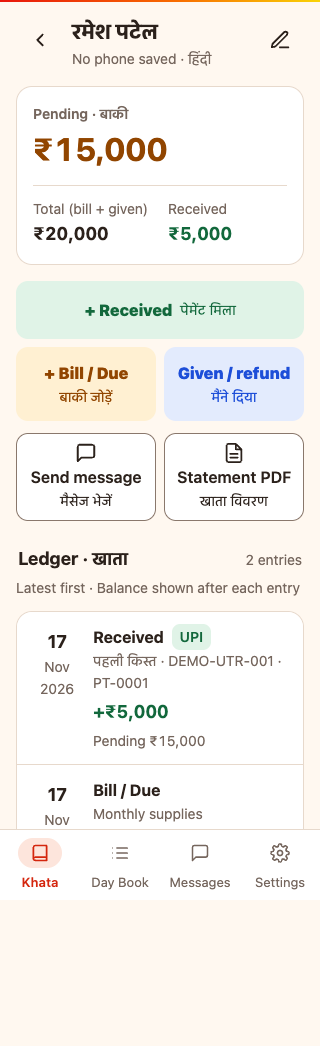 रमेश पटेल
No phone saved · हिंदी
Pending · बाकी
₹15,000
Total (bill + given)
Received
₹20,000
₹5,000
+ Received पेमेंट मिला
+ Bill / Due
बाकी जोड़ें
Given / refund
मैंने दिया
Send message
मैसेज भेजें
Statement PDF
खाता विवरण
Ledger · खाता
2 entries
Latest first · Balance shown after each entry
17
Nov
2026
Received UPI
पहली किस्त · DEMO-UTR-001 ·
PT-0001
+₹5,000
Pending ₹15,000
17
Nov
Bill / Due
Monthly supplies
Khata
Day Book
Messages
Settings